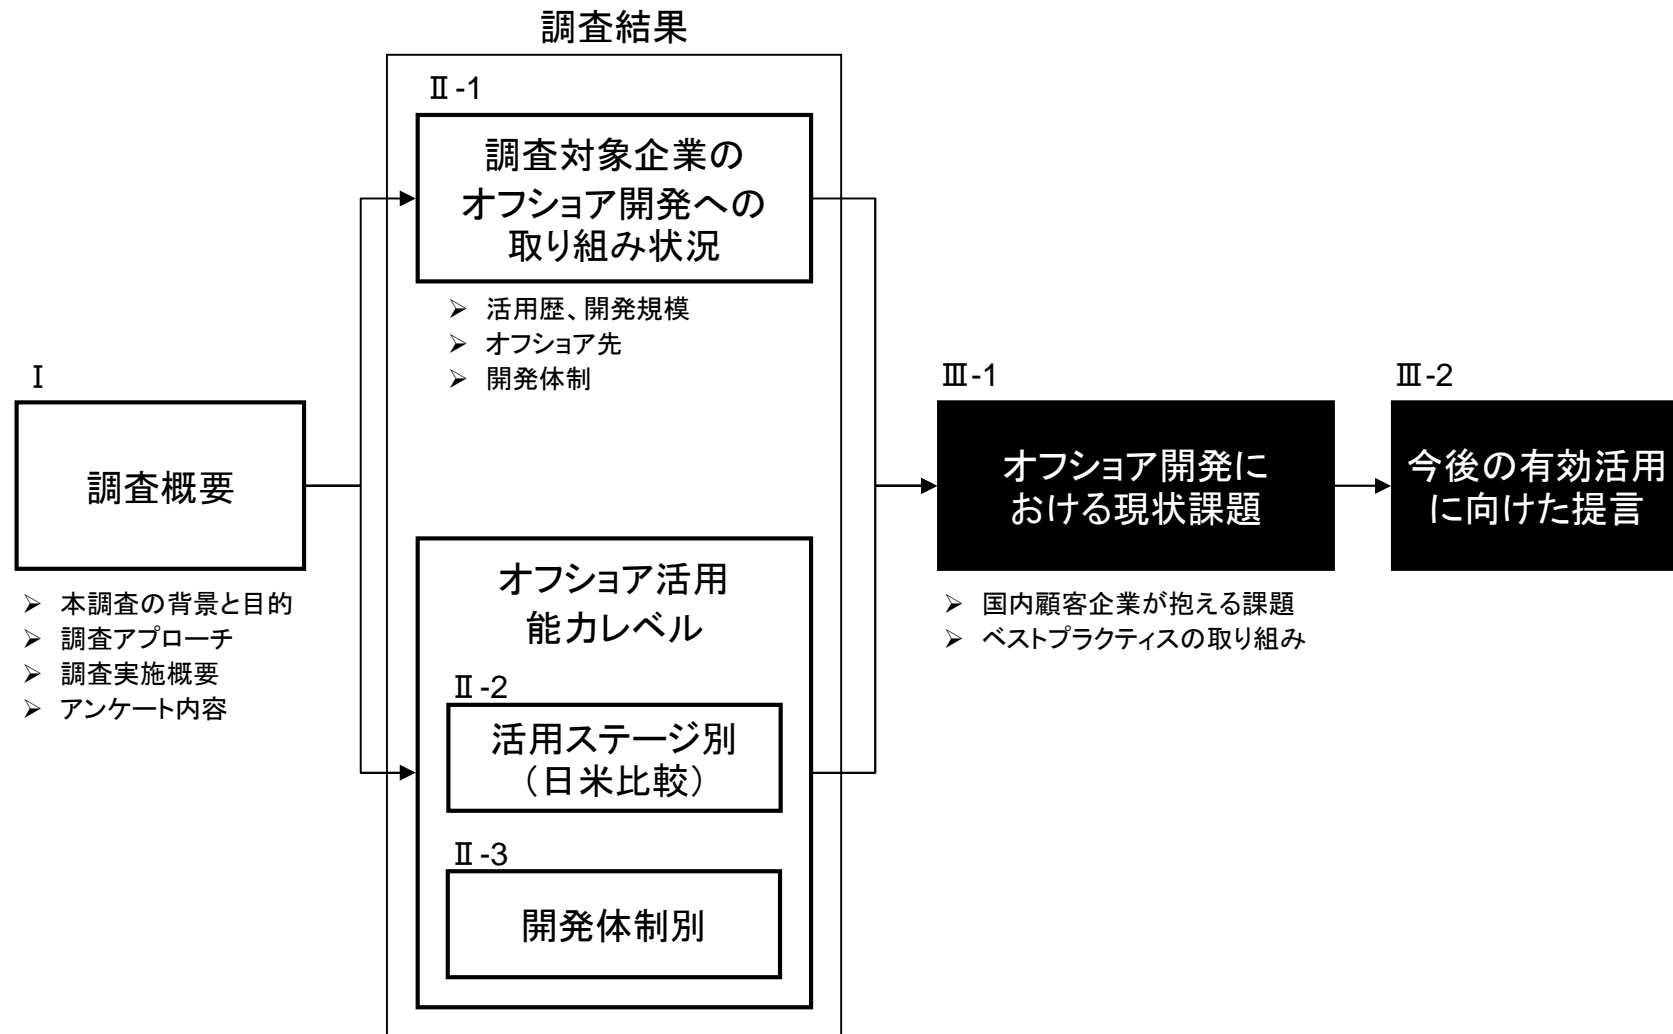 調査結果
Ⅰ
調査概要
➢ 本調査の背景と目的
➢ 調査アプローチ
➢ 調査実施概要
➢ アンケート内容
Ⅱ-1
調査対象企業の
オフショア開発への
取り組み状況
➢ 活用歴、開発規模
➢ オフショア先
➢ 開発体制
オフショア活用
能力レベル
Ⅱ-2
活用ステージ別
（日米比較）
Ⅱ-3
開発体制別
Ⅲ-1
オフショア開発に
おける現状課題
➢ 国内顧客企業が抱える課題
➢ ベストプラクティスの取り組み
Ⅲ-2
今後の有効活用
に向けた提言